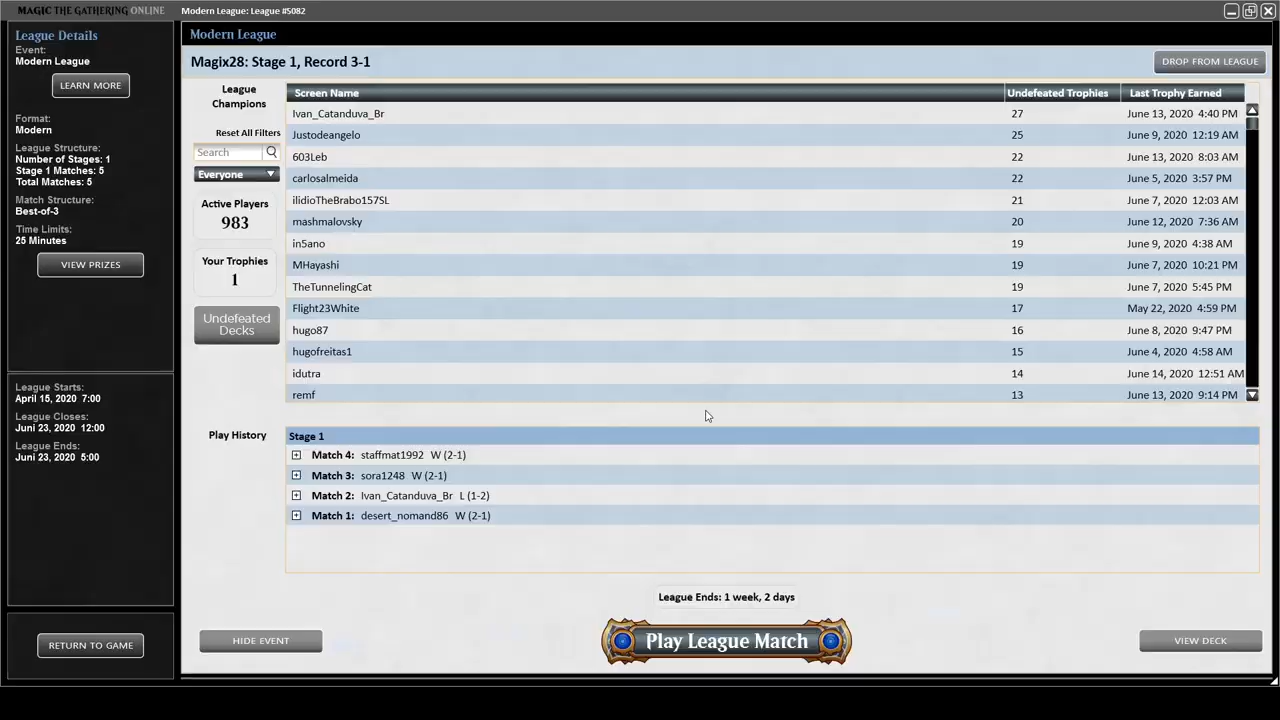 MAGIC THE GATHERING ONLINE
Modern League: League #5082
League Details
Event:
Modern League
LEARN MORE
Format:
Modern
League Structure:
Number of Stages: 1
Stage 1 Matches: 5
Total Matches: 5
Match Structure:
Best-of-3
Time Limits:
25 Minutes
VIEW PRIZES
League Starts:
April 15, 2020 7:00
League Closes:
Juni 23, 2020 12:00
League Ends:
Juni 23, 2020 5:00
RETURN TO GAME
Modern League
Magix28: Stage 1, Record 3-1
DROP FROM LEAGUE
League
Champions
Reset All Filters
Search
Everyone
Active Players
983
Your Trophies
1
Undefeated
Decks
Screen Name Undefeated Trophies Last Trophy Earned
Ivan_Catanduva_Br 27 June 13, 2020 4:40 PM
Justodeangelo 25 June 9, 2020 12:19 AM
603Leb 22 June 13, 2020 8:03 AM
carlosalmeida 22 June 5, 2020 3:57 PM
ilidioTheBrabo157SL 21 June 7, 2020 12:03 AM
mashmalovsky 20 June 12, 2020 7:36 AM
in5ano 19 June 9, 2020 4:38 AM
MHayashi 19 June 7, 2020 10:21 PM
TheTunnelingCat 19 June 7, 2020 5:45 PM
Flight23White 17 May 22, 2020 4:59 PM
hugo87 16 June 8, 2020 9:47 PM
hugofreitas1 15 June 4, 2020 4:58 AM
idutra 14 June 14, 2020 12:51 AM
remf 13 June 13, 2020 9:14 PM
Play History
Stage 1
Match 4: staffmat1992 W (2-1)
Match 3: sora1248 W (2-1)
Match 2: Ivan_Catanduva_Br L (1-2)
Match 1: desert_nomand86 W (2-1)
League Ends: 1 week, 2 days
HIDE EVENT
Play League Match
VIEW DECK